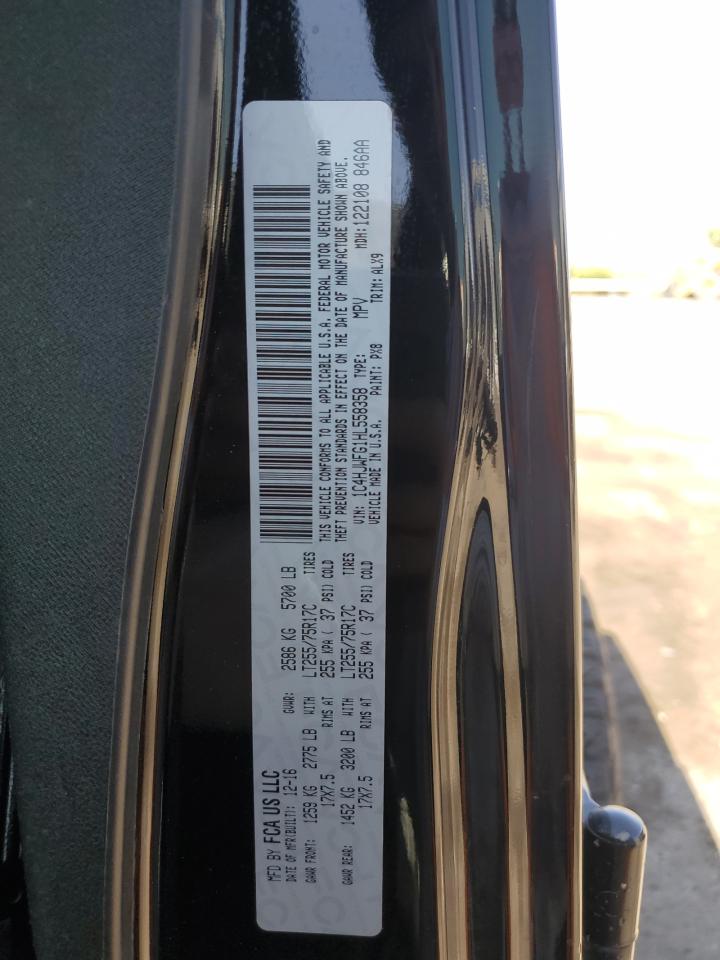 MFD BY FCA US LLC
DATE OF MFR(BUILT): 12-16 GVWR: 2586 KG 5700 LB
GAWR FRONT: 1259 KG 2775 LB WITH LT255/75R17C TIRES
17X7.5 RIMS AT 255 KPA ( 37 PSI) COLD
GAWR REAR: 1452 KG 3200 LB WITH LT255/75R17C TIRES
17X7.5 RIMS AT 255 KPA ( 37 PSI) COLD
THIS VEHICLE CONFORMS TO ALL APPLICABLE U.S.A. FEDERAL MOTOR VEHICLE SAFETY AND
THEFT PREVENTION STANDARDS IN EFFECT ON THE DATE OF MANUFACTURE SHOWN ABOVE.
VIN: 1C4HJWFG1HL558358 TYPE: MPV MDH: 122108 846AA
VEHICLE MADE IN U.S.A. PAINT: PX8 TRIM: ALX9